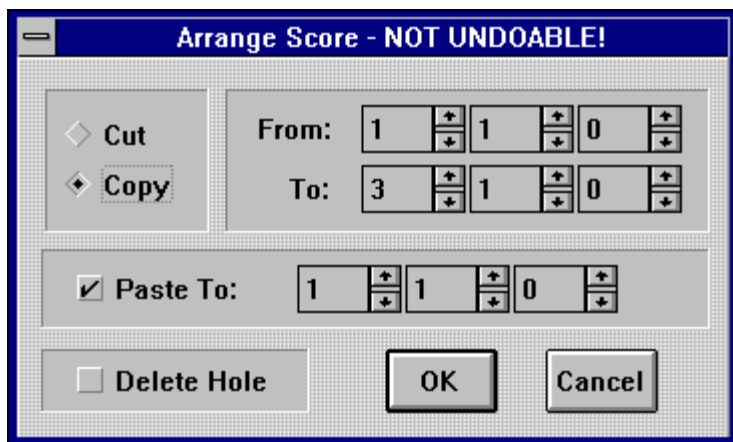 Arrange Score - NOT UNDOABLE!
Cut
From: 1 1 0
Copy
To: 3 1 0
Paste To: 1 1 0
Delete Hole OK Cancel